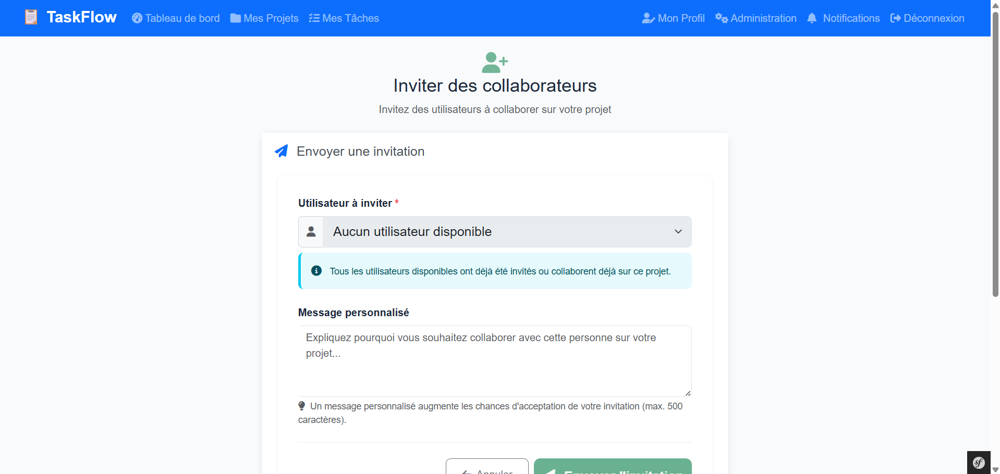 TaskFlow
Tableau de bord
Mes Projets
Mes Tâches
Mon Profil
Administration
Notifications
Déconnexion
Inviter des collaborateurs
Invitez des utilisateurs à collaborer sur votre projet
Envoyer une invitation
Utilisateur à inviter *
Aucun utilisateur disponible
Tous les utilisateurs disponibles ont déjà été invités ou collaborent déjà sur ce projet.
Message personnalisé
Expliquez pourquoi vous souhaitez collaborer avec cette personne sur votre
projet...
Un message personnalisé augmente les chances d'acceptation de votre invitation (max. 500
caractères).
Annuler
Envoyer l'invitation
sf